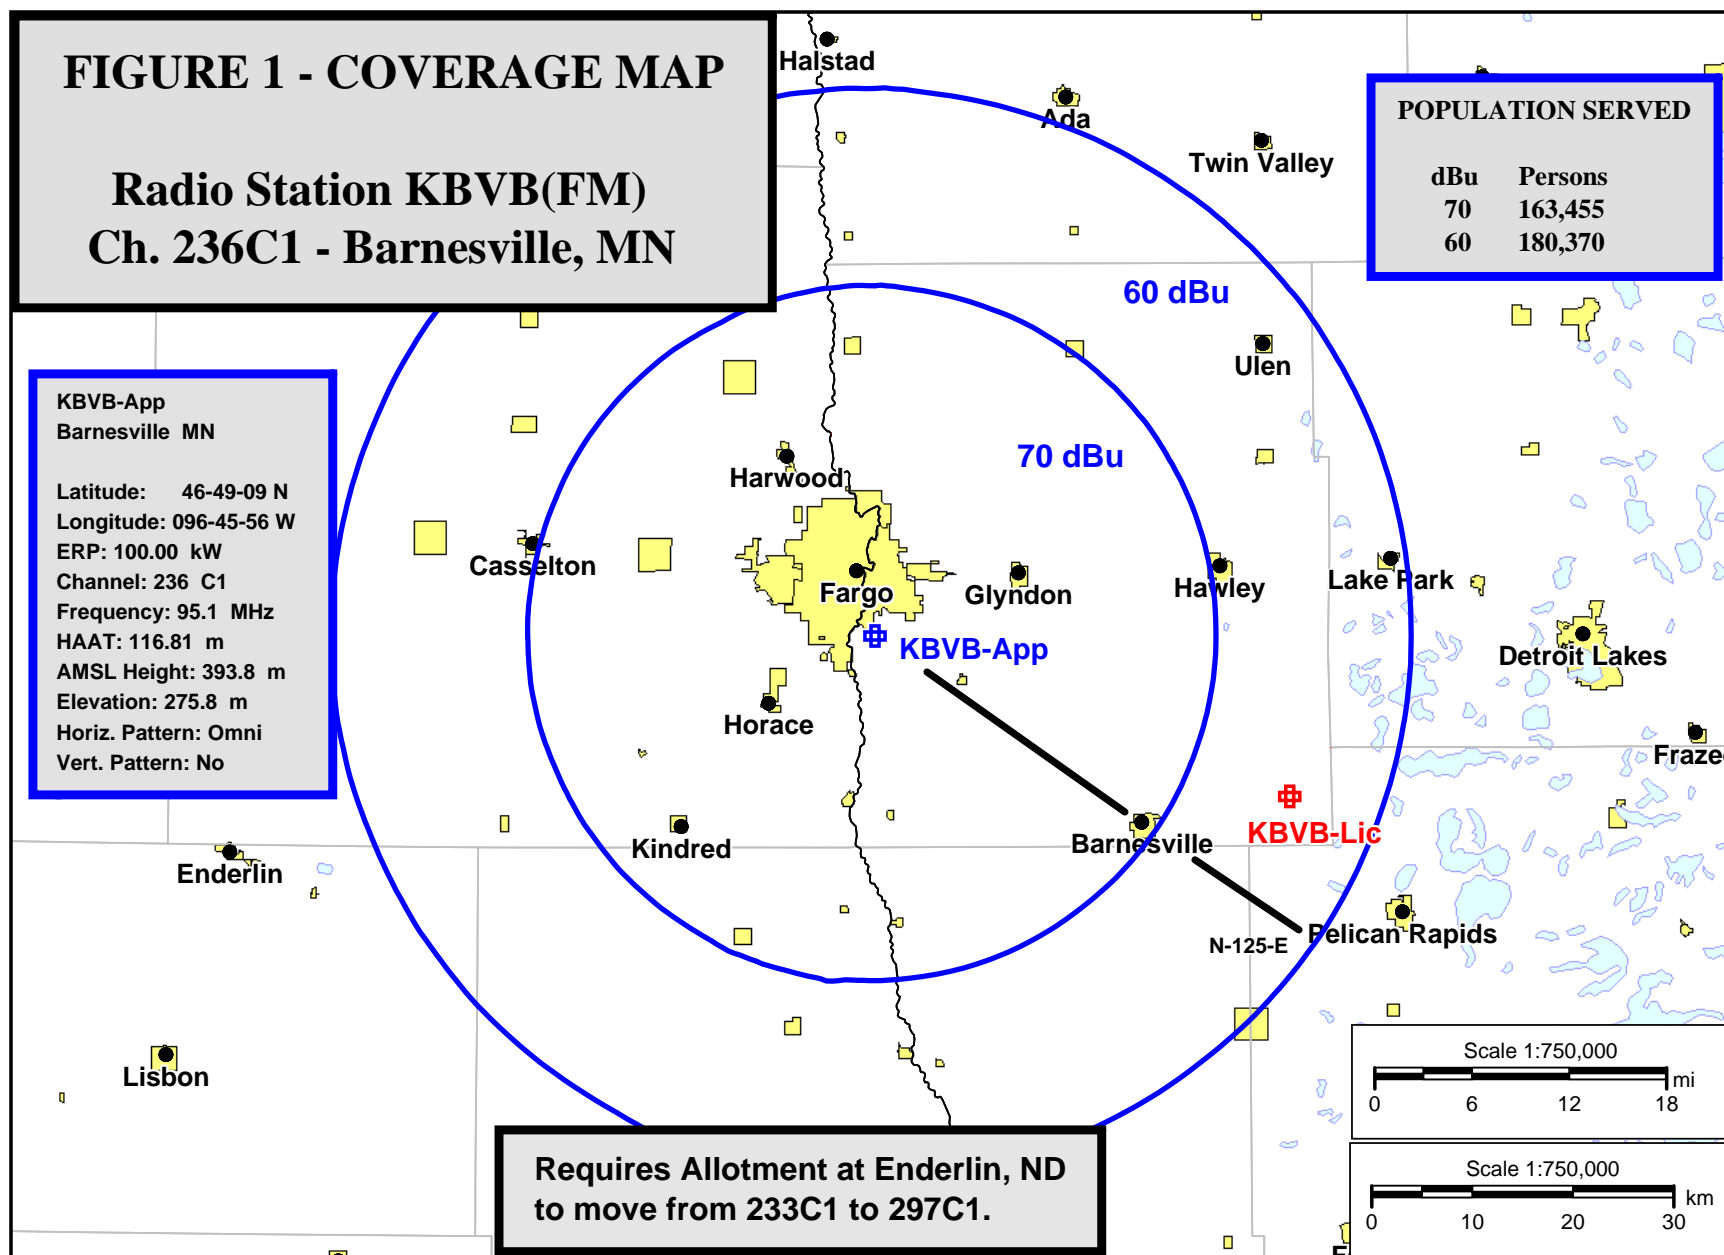 FIGURE 1 - COVERAGE MAP
Radio Station KBVB(FM)
Ch. 236C1 - Barnesville, MN
POPULATION SERVED
dBu Persons
70 163,455
60 180,370
KBVB-App
Barnesville MN
Latitude: 46-49-09 N
Longitude: 096-45-56 W
ERP: 100.00 kW
Channel: 236 C1
Frequency: 95.1 MHz
HAAT: 116.81 m
AMSL Height: 393.8 m
Elevation: 275.8 m
Horiz. Pattern: Omni
Vert. Pattern: No
Halstad
Ada
Twin Valley
60 dBu
Ulen
70 dBu
Harwood
Casselton
Fargo
Glyndon
Hawley
Lake Park
KBVB-App
Detroit Lakes
Horace
Frazee
Kindred
Barnesville
KBVB-Lic
Enderlin
Pelican Rapids
N-125-E
Lisbon
Scale 1:750,000
mi
0 6 12 18
Scale 1:750,000
km
0 10 20 30
Requires Allotment at Enderlin, ND
to move from 233C1 to 297C1.